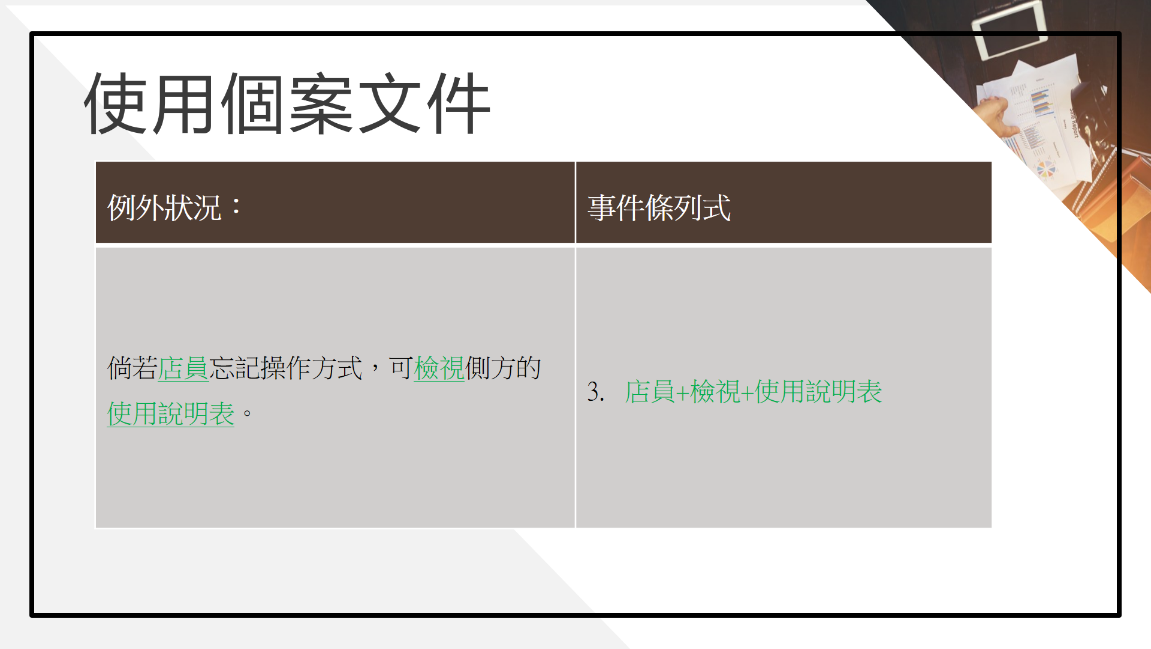 使用個案文件
例外狀況：
事件條列式
倘若店員忘記操作方式，可檢視側方的
使用說明表。
3. 店員+檢視+使用說明表